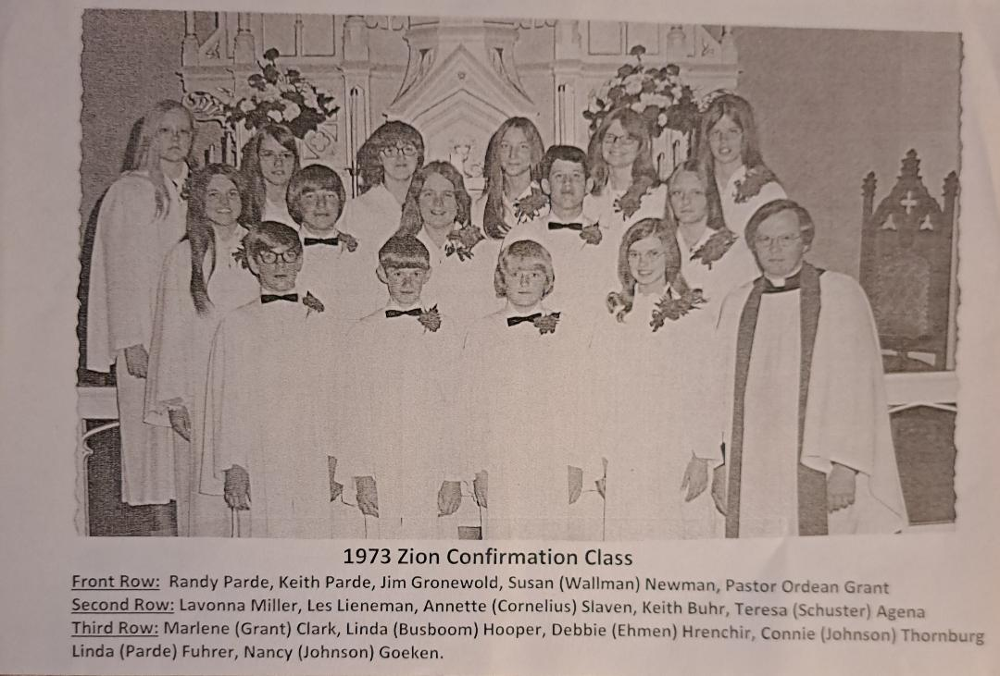 1973 Zion Confirmation Class
Front Row: Randy Parde, Keith Parde, Jim Gronewold, Susan (Wallman) Newman, Pastor Ordean Grant
Second Row: Lavonna Miller, Les Lieneman, Annette (Cornelius) Slaven, Keith Buhr, Teresa (Schuster) Agena
Third Row: Marlene (Grant) Clark, Linda (Busboom) Hooper, Debbie (Ehmen) Hrenchir, Connie (Johnson) Thornburg
Linda (Parde) Fuhrer, Nancy (Johnson) Goeken.